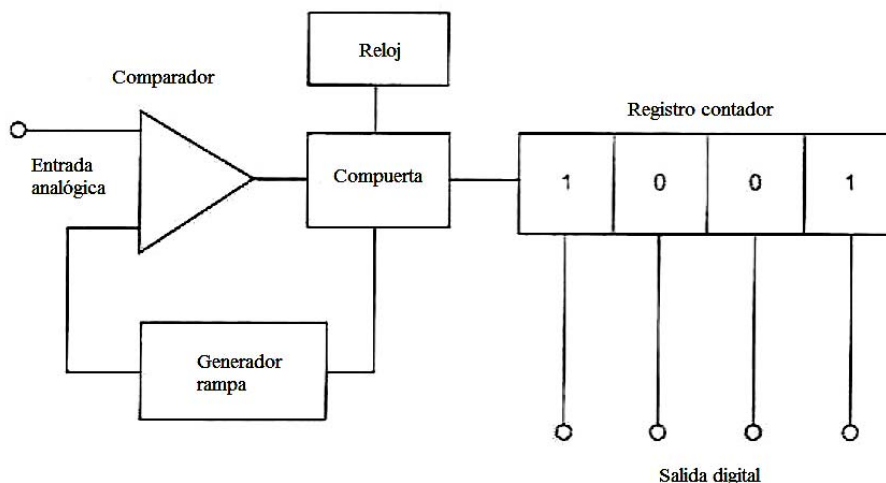 Reloj
Comparador
Registro contador
Entrada
analógica
Compuerta
1 0 0 1
Generador
rampa
Salida digital